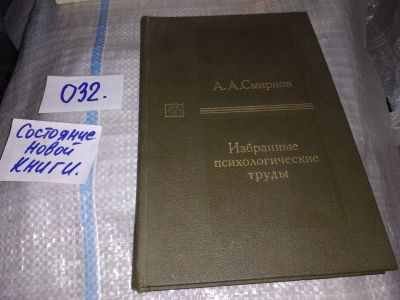 032.
Состояние
новой
книги.
А. А. Смирнов
Избранные
психологические
труды